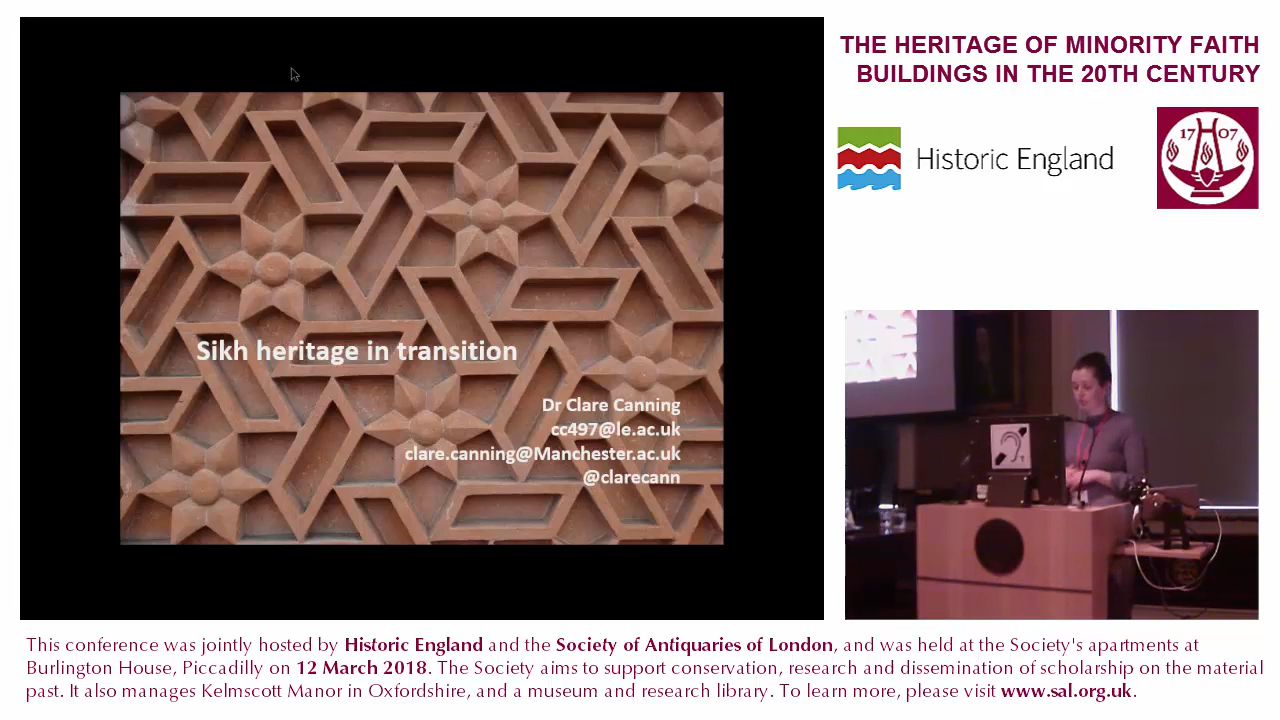 THE HERITAGE OF MINORITY FAITH
BUILDINGS IN THE 20TH CENTURY
Historic England
17 07
Sikh heritage in transition
Dr Clare Canning
cc497@le.ac.uk
clare.canning@Manchester.ac.uk
@clarecann
T
This conference was jointly hosted by Historic England and the Society of Antiquaries of London, and was held at the Society's apartments at
Burlington House, Piccadilly on 12 March 2018. The Society aims to support conservation, research and dissemination of scholarship on the material
past. It also manages Kelmscott Manor in Oxfordshire, and a museum and research library. To learn more, please visit www.sal.org.uk.